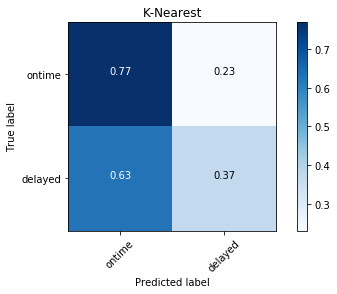 K-Nearest
True label
ontime
0.77 0.23
delayed
0.63 0.37
ontime delayed
Predicted label
0.7
0.6
0.5
0.4
0.3